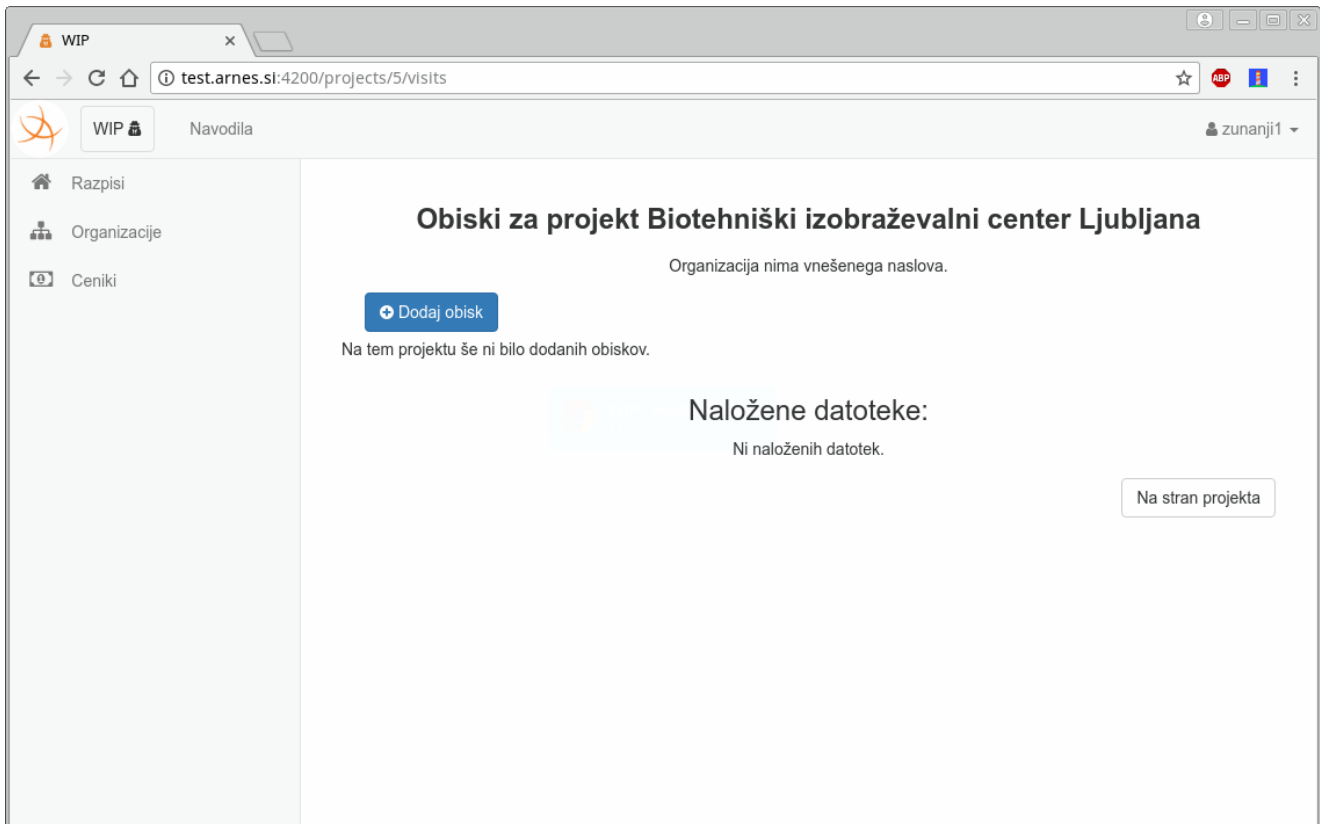 WIP
test.arnes.si:4200/projects/5/visits
ABP
WIP
Navodila
zunanji1
Razpisi
Organizacije
Ceniki
Obiski za projekt Biotehniški izobraževalni center Ljubljana
Organizacija nima vnešenega naslova.
Dodaj obisk
Na tem projektu še ni bilo dodanih obiskov.
Naložene datoteke:
Ni naloženih datotek.
Na stran projekta